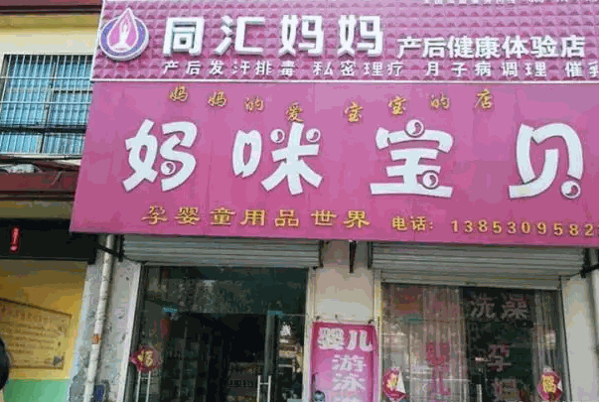 同汇妈妈 产后健康体验店
产后发汗排毒 私密理疗 月子病调理 催
妈妈的爱 宝宝的店
妈咪宝贝
孕婴童用品世界 电话: 1385309582
福
婴儿
游泳
洗澡
孕
福